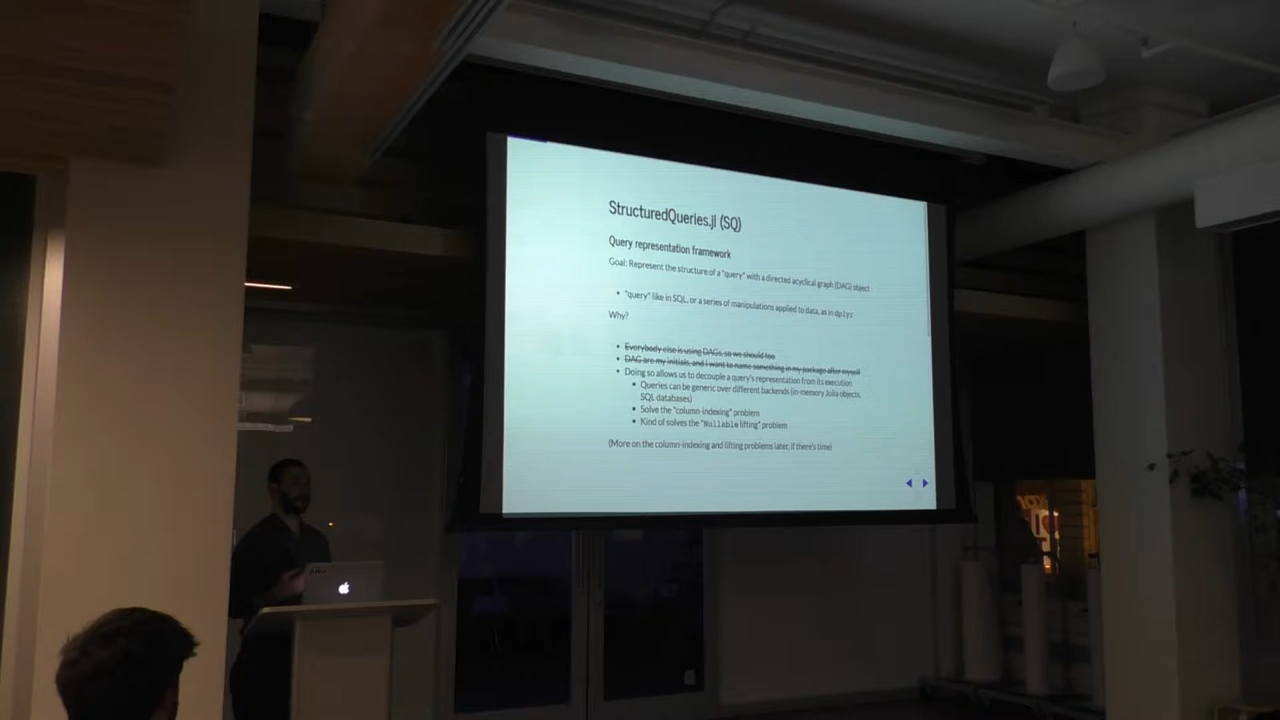 StructuredQueries.jl (SQ)
Query representation framework
Goal: Represent the structure of a "query" with a directed acyclical graph (DAG) object
"query" like in SQL, or a series of manipulations applied to data, as in dplyr
Why?
Everybody else is using DAGs, so we should too
DAG are my initials, and I want to name something in my package after myself
Doing so allows us to decouple a query's representation from its execution
Queries can be generic over different backends (in-memory Julia objects,
SQL databases)
Solve the "column-indexing" problem
Kind of solves the "Nullable lifting" problem
(More on the column-indexing and lifting problems later, if there's time)